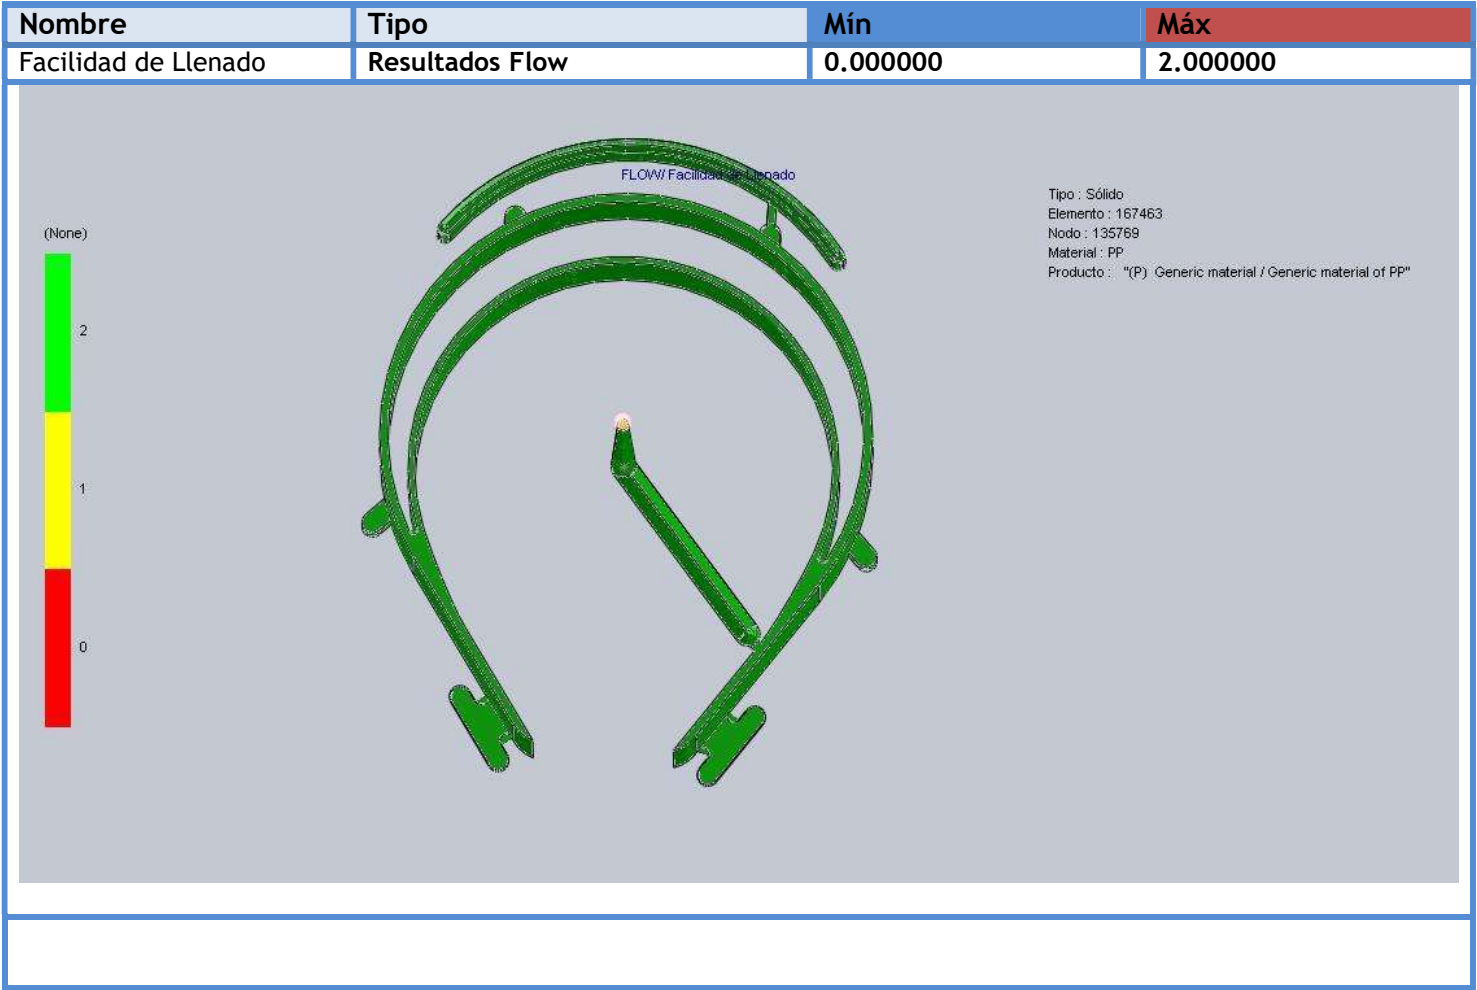 Nombre Tipo Mín Máx
Facilidad de Llenado Resultados Flow 0.000000 2.000000
FLOW/ Facilidad de Llenado
Tipo : Sólido
Elemento : 167463
Nodo : 135769
Material : PP
Producto : "(P) Generic material / Generic material of PP"
(None)
2
1
0